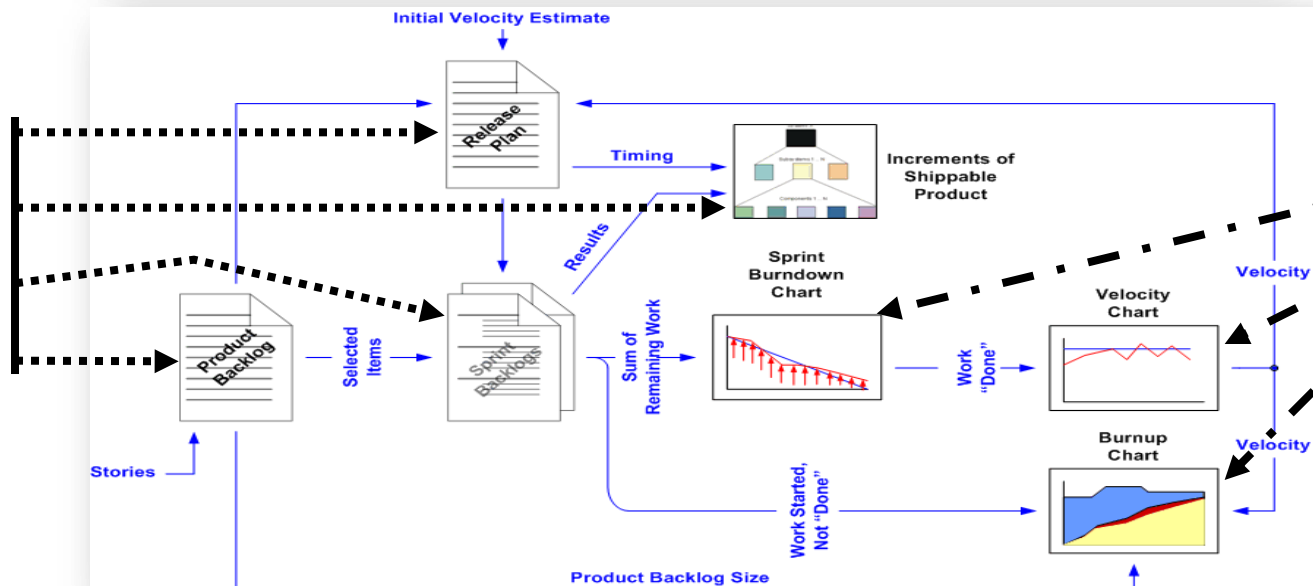 Initial Velocity Estimate
Release
Plan
Timing
Increments of
Shippable
Product
Components 1 .. N
Results
Sprint
Burndown
Chart
Velocity
Velocity
Chart
Product
Backlog
Selected
Items
Sprint
Backlogs
Sum of
Remaining Work
Work
“Done”
Burnup
Chart
Velocity
Stories
Work Started,
Not “Done”
Product Backlog Size